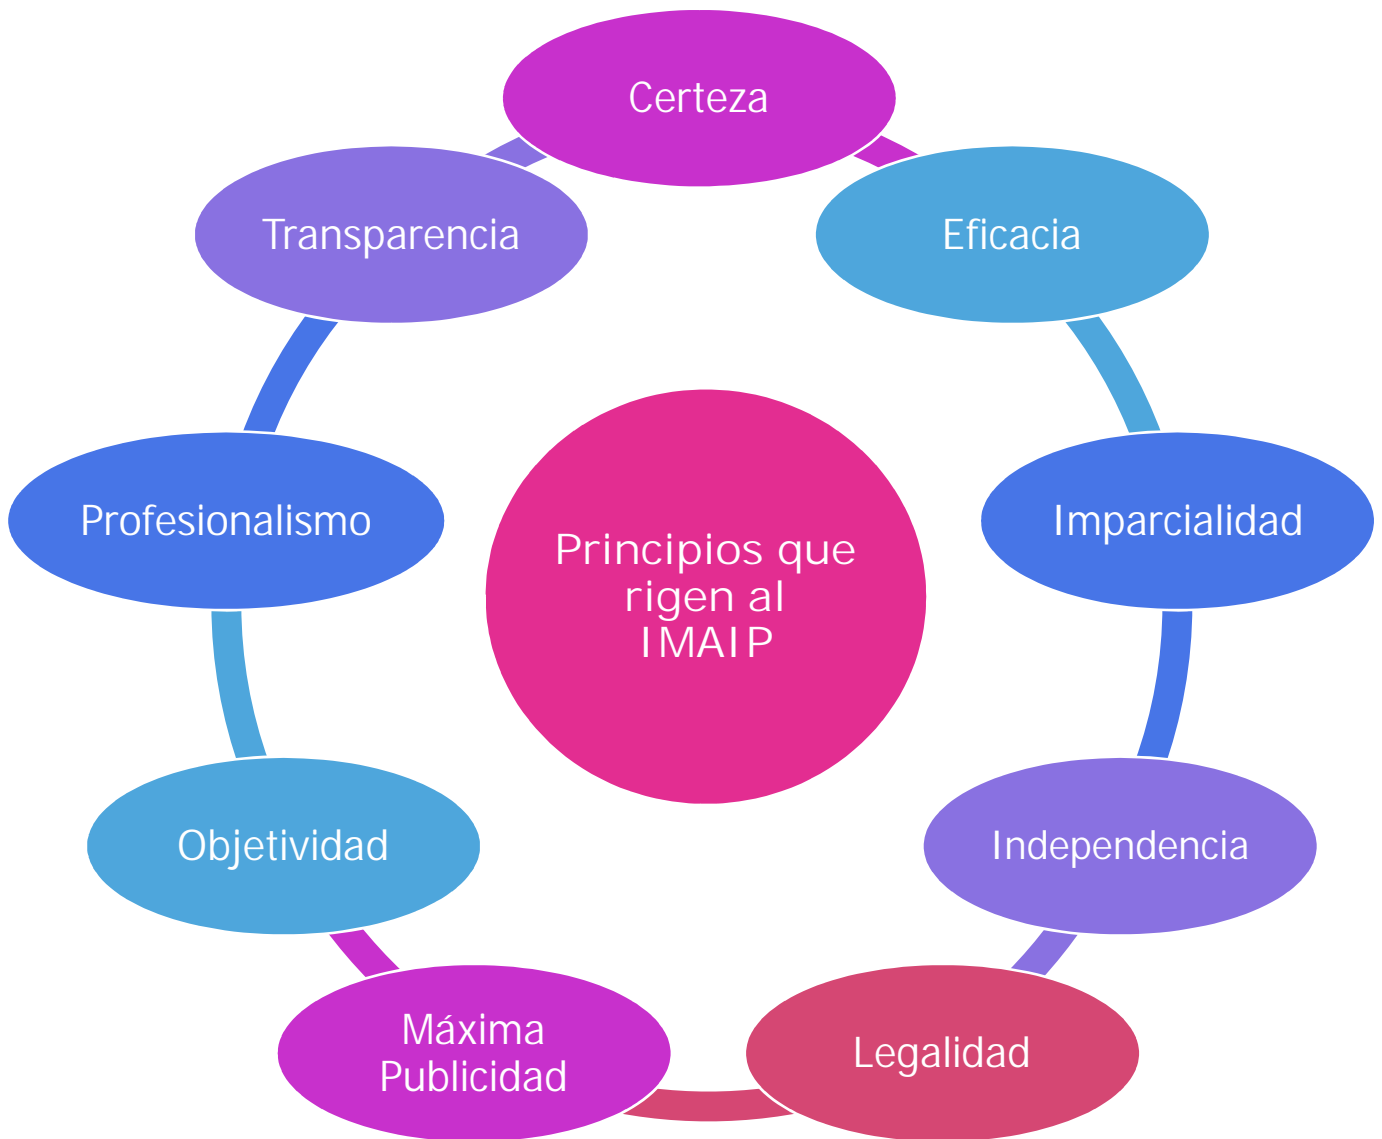 Certeza
Eficacia
Imparcialidad
Independencia
Legalidad
Máxima
Publicidad
Objetividad
Profesionalismo
Transparencia
Principios que
rigen al
IMAIP